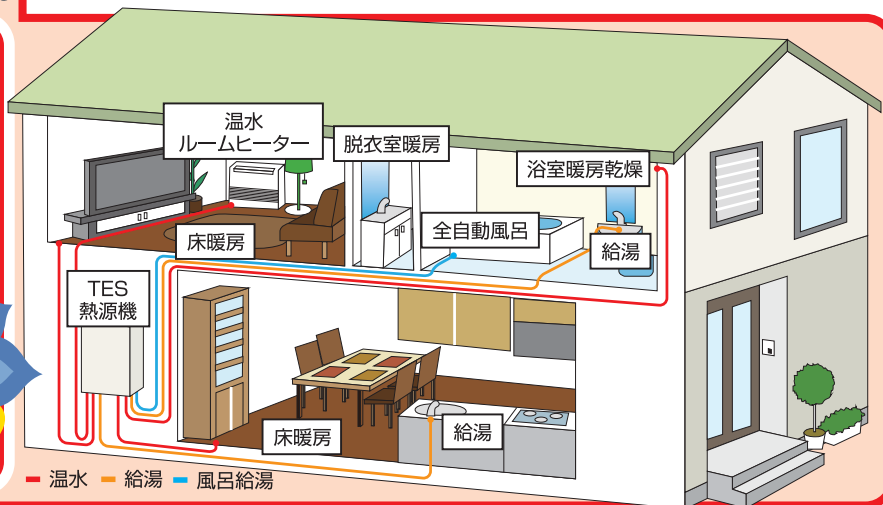 温水
ルームヒーター
脱衣室暖房
浴室暖房乾燥
床暖房
全自動風呂
給湯
TES
熱源機
床暖房
給湯
温水 給湯 風呂給湯